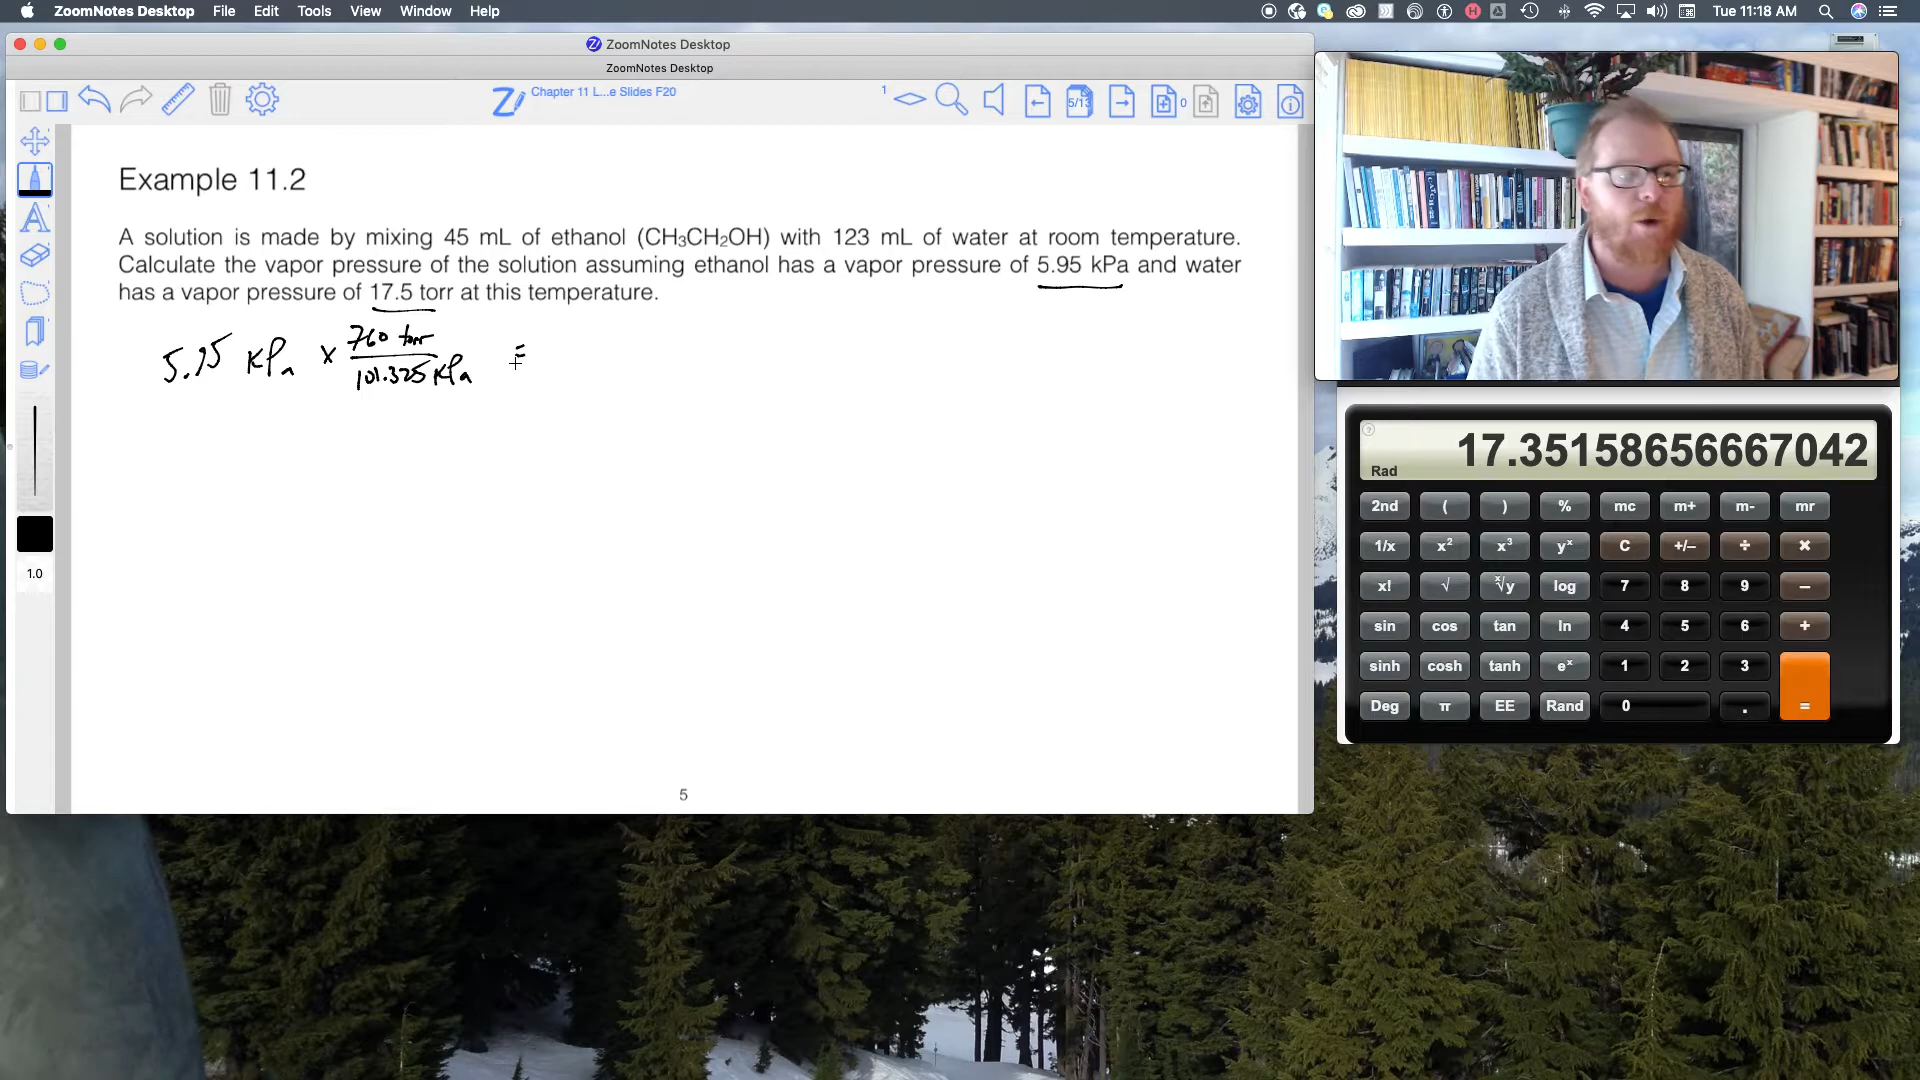 ZoomNotes Desktop File Edit Tools View Window Help Tue 11:18 AM
ZoomNotes Desktop
ZoomNotes Desktop
Chapter 11 L...e Slides F20 1 5/13 0
Example 11.2
A solution is made by mixing 45 mL of ethanol (CH₃CH₂OH) with 123 mL of water at room temperature.
Calculate the vapor pressure of the solution assuming ethanol has a vapor pressure of 5.95 kPa and water
has a vapor pressure of 17.5 torr at this temperature.
760 torr
5.95 kPa × =
101.325 kPa
1.0
5
17.35158656667042
Rad
2nd ( ) % mc m+ m- mr
1/x x² x³ yˣ C +/− ÷ ×
x! √ ˣ√y log 7 8 9 −
sin cos tan ln 4 5 6 +
sinh cosh tanh eˣ 1 2 3
Deg π EE Rand 0 . =